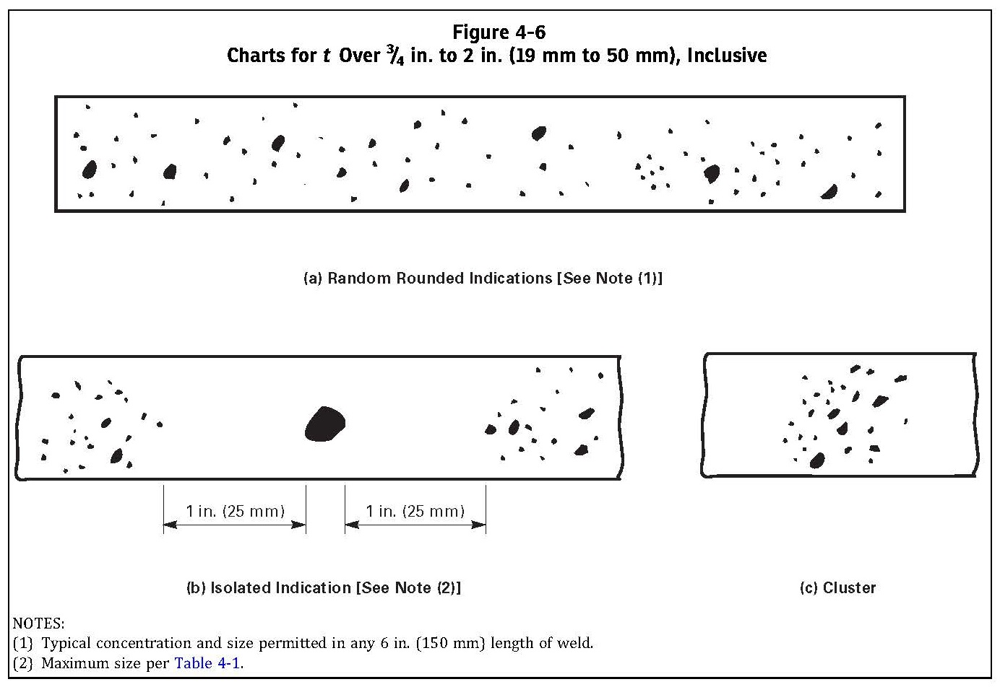 Figure 4-6
Charts for t Over 3/4 in. to 2 in. (19 mm to 50 mm), Inclusive
(a) Random Rounded Indications [See Note (1)]
1 in. (25 mm)
1 in. (25 mm)
(b) Isolated Indication [See Note (2)]
(c) Cluster
NOTES:
(1) Typical concentration and size permitted in any 6 in. (150 mm) length of weld.
(2) Maximum size per Table 4-1.